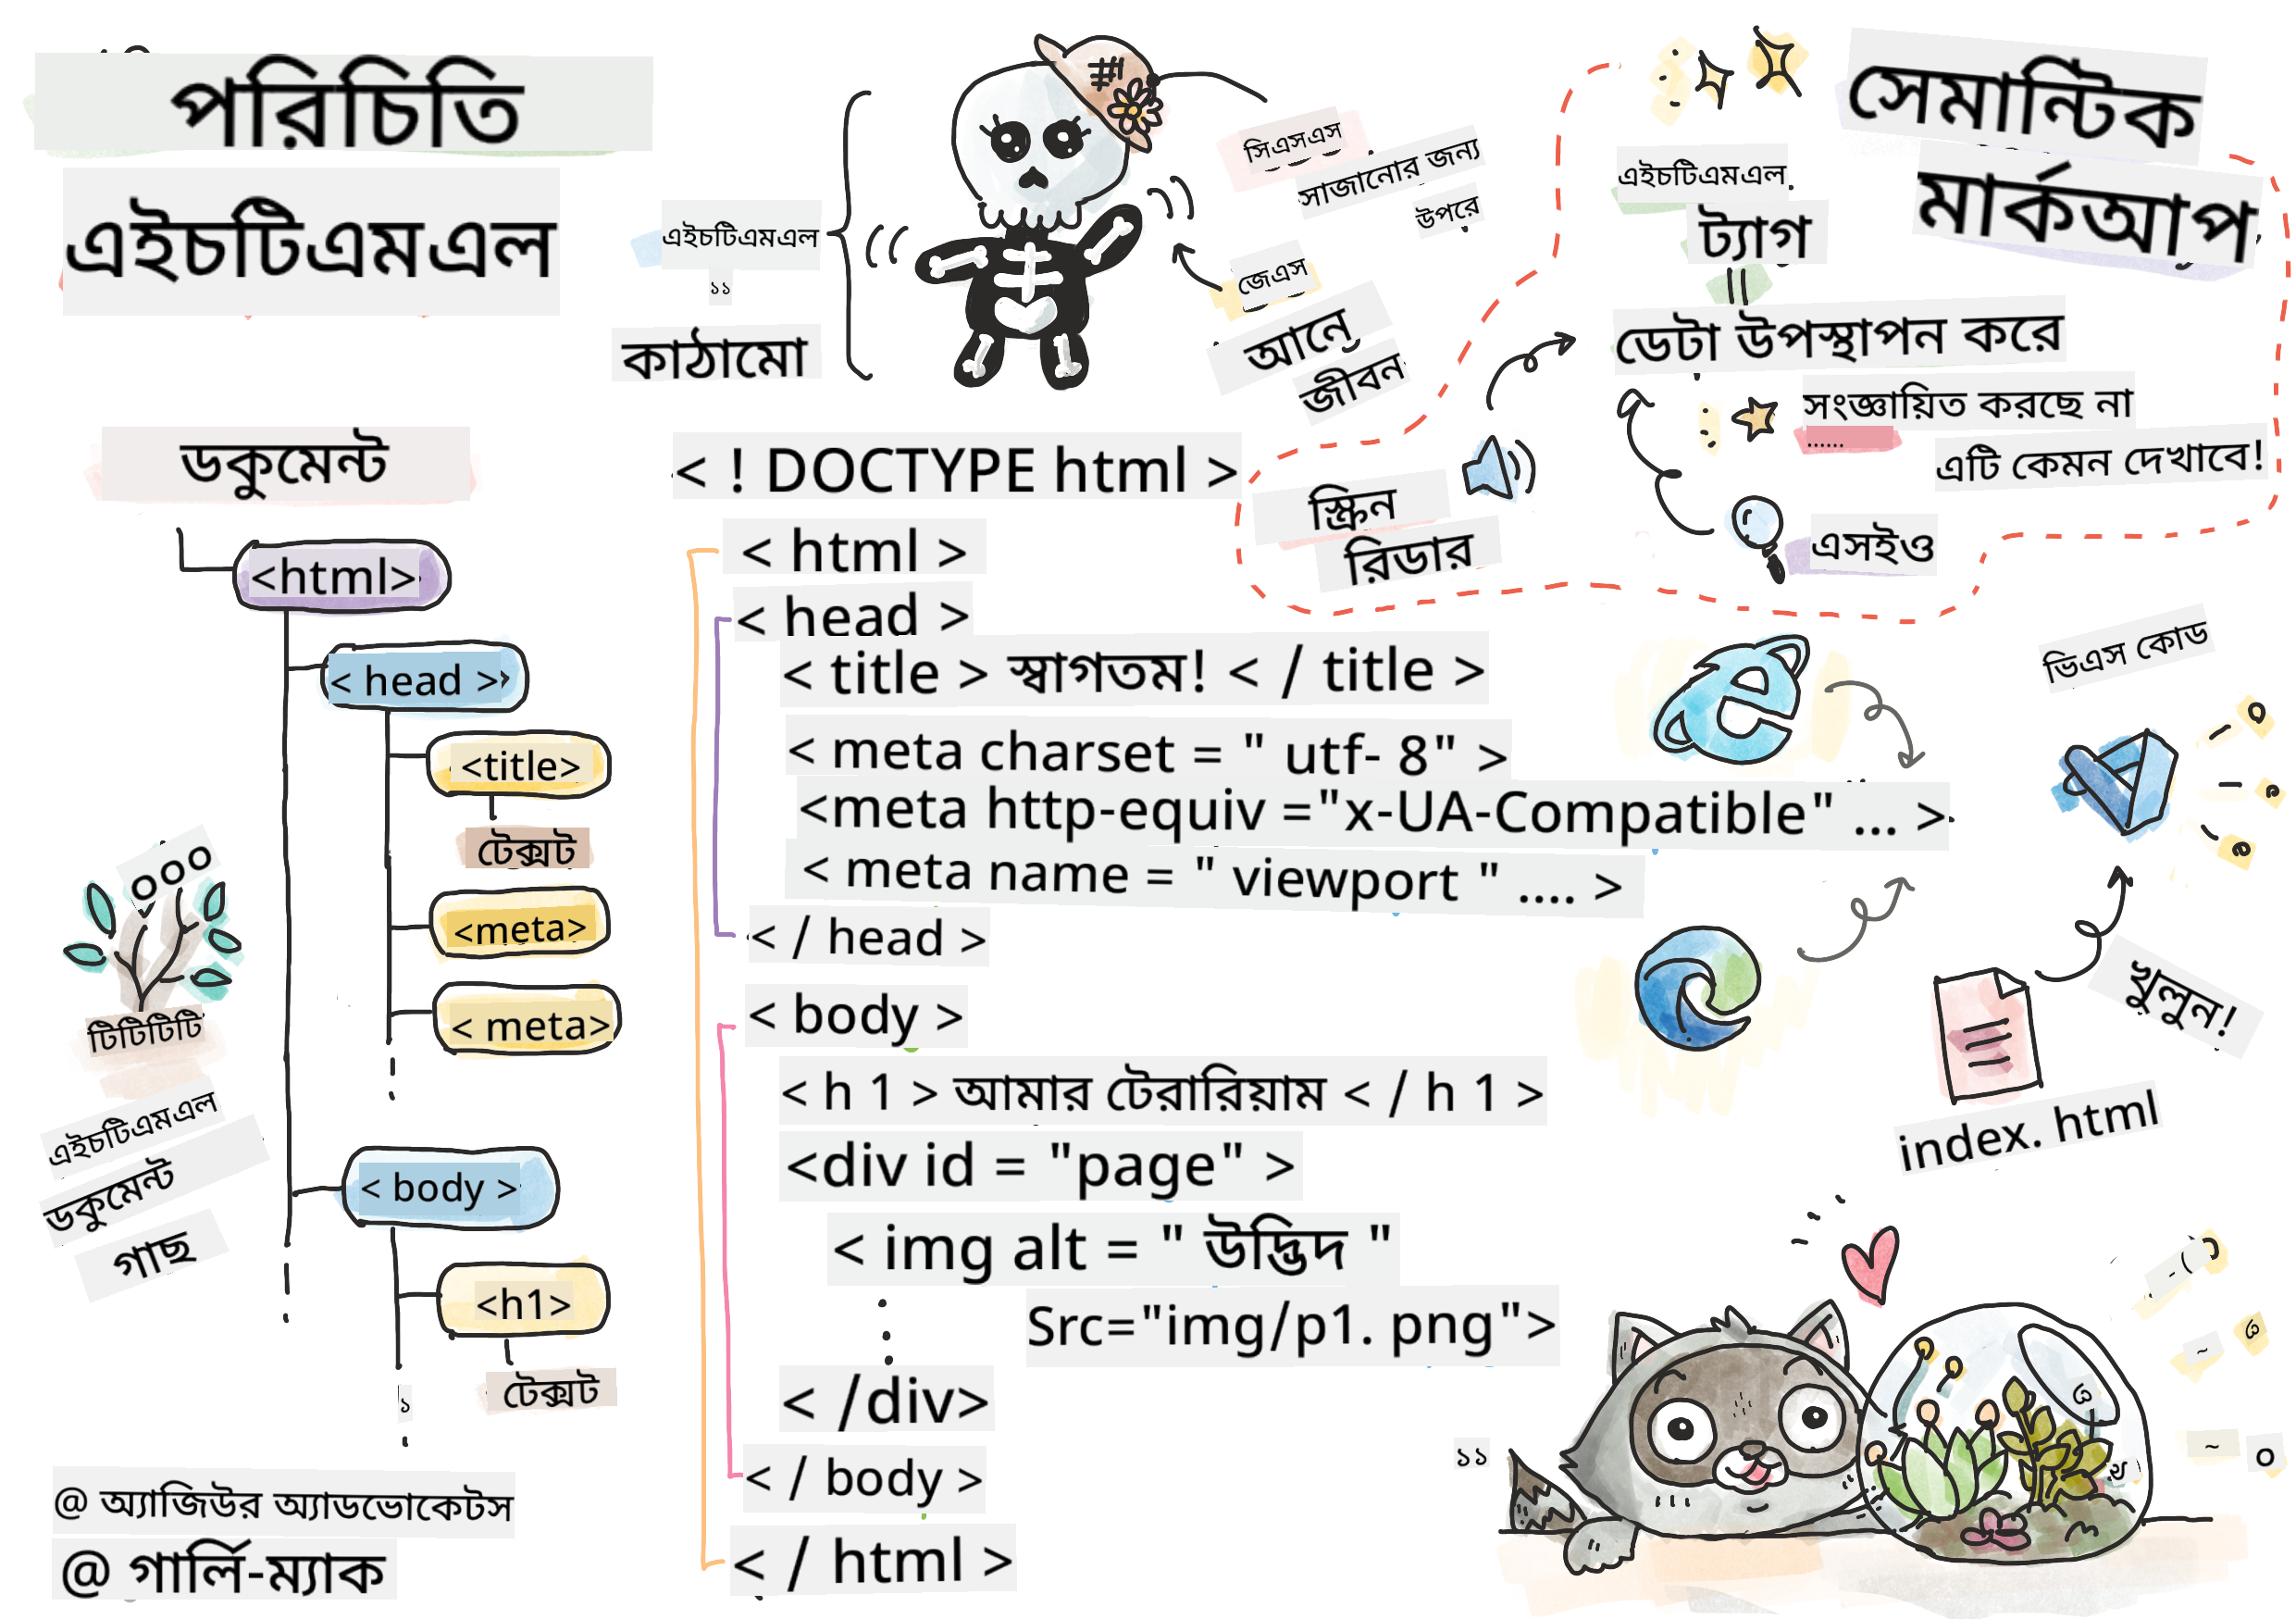 পরিচিতি
এইচটিএমএল
এইচটিএমএল
১১
কাঠামো
সিএসএস
সাজানোর জন্য
উপরে
জেএস
আনে
জীবন
সেমান্টিক
মার্কআপ
এইচটিএমএল
ট্যাগ
||
ডেটা উপস্থাপন করে
সংজ্ঞায়িত করছে না
......
এটি কেমন দেখাবে!
স্ক্রিন
রিডার
এসইও
ডকুমেন্ট
<html>
< head >
<title>
টেক্সট
<meta>
< meta>
< body >
<h1>
টেক্সট
১
০০০
টিটিটিটি
এইচটিএমএল
ডকুমেন্ট
গাছ
< ! DOCTYPE html >
< html >
< head >
< title > স্বাগতম! < / title >
< meta charset = " utf- 8" >
<meta http-equiv ="x-UA-Compatible" ... >
< meta name = " viewport " .... >
< / head >
< body >
< h 1 > আমার টেরারিয়াম < / h 1 >
<div id = "page" >
< img alt = " উদ্ভিদ "
Src="img/p1. png">
< /div>
< / body >
< / html >
ভিএস কোড
খুলুন!
index. html
১১
@ অ্যাজিউর অ্যাডভোকেটস
@ গার্লি-ম্যাক